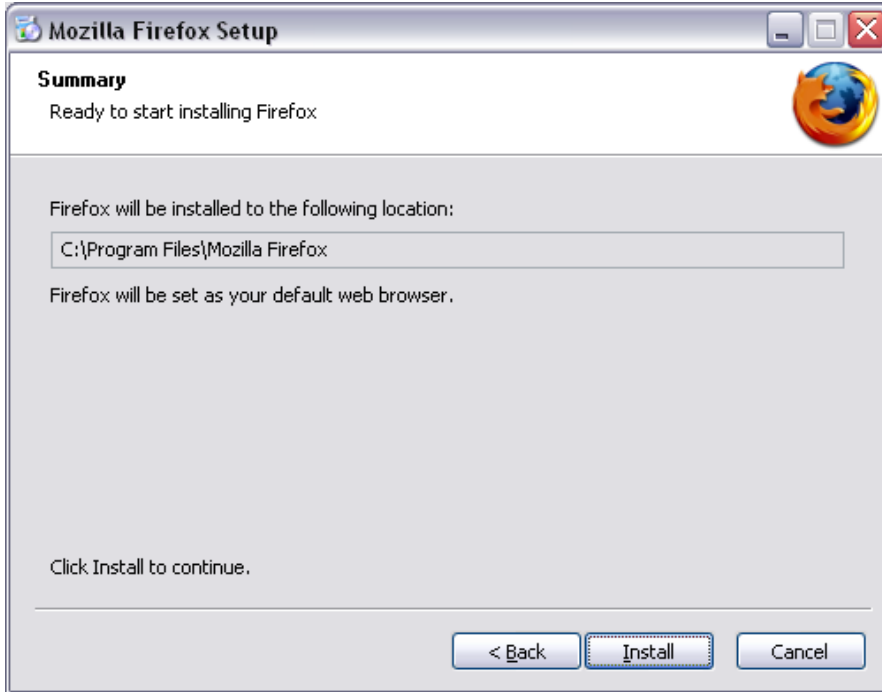 Mozilla Firefox Setup
Summary
Ready to start installing Firefox
Firefox will be installed to the following location:
C:\Program Files\Mozilla Firefox
Firefox will be set as your default web browser.
Click Install to continue.
< Back Install Cancel